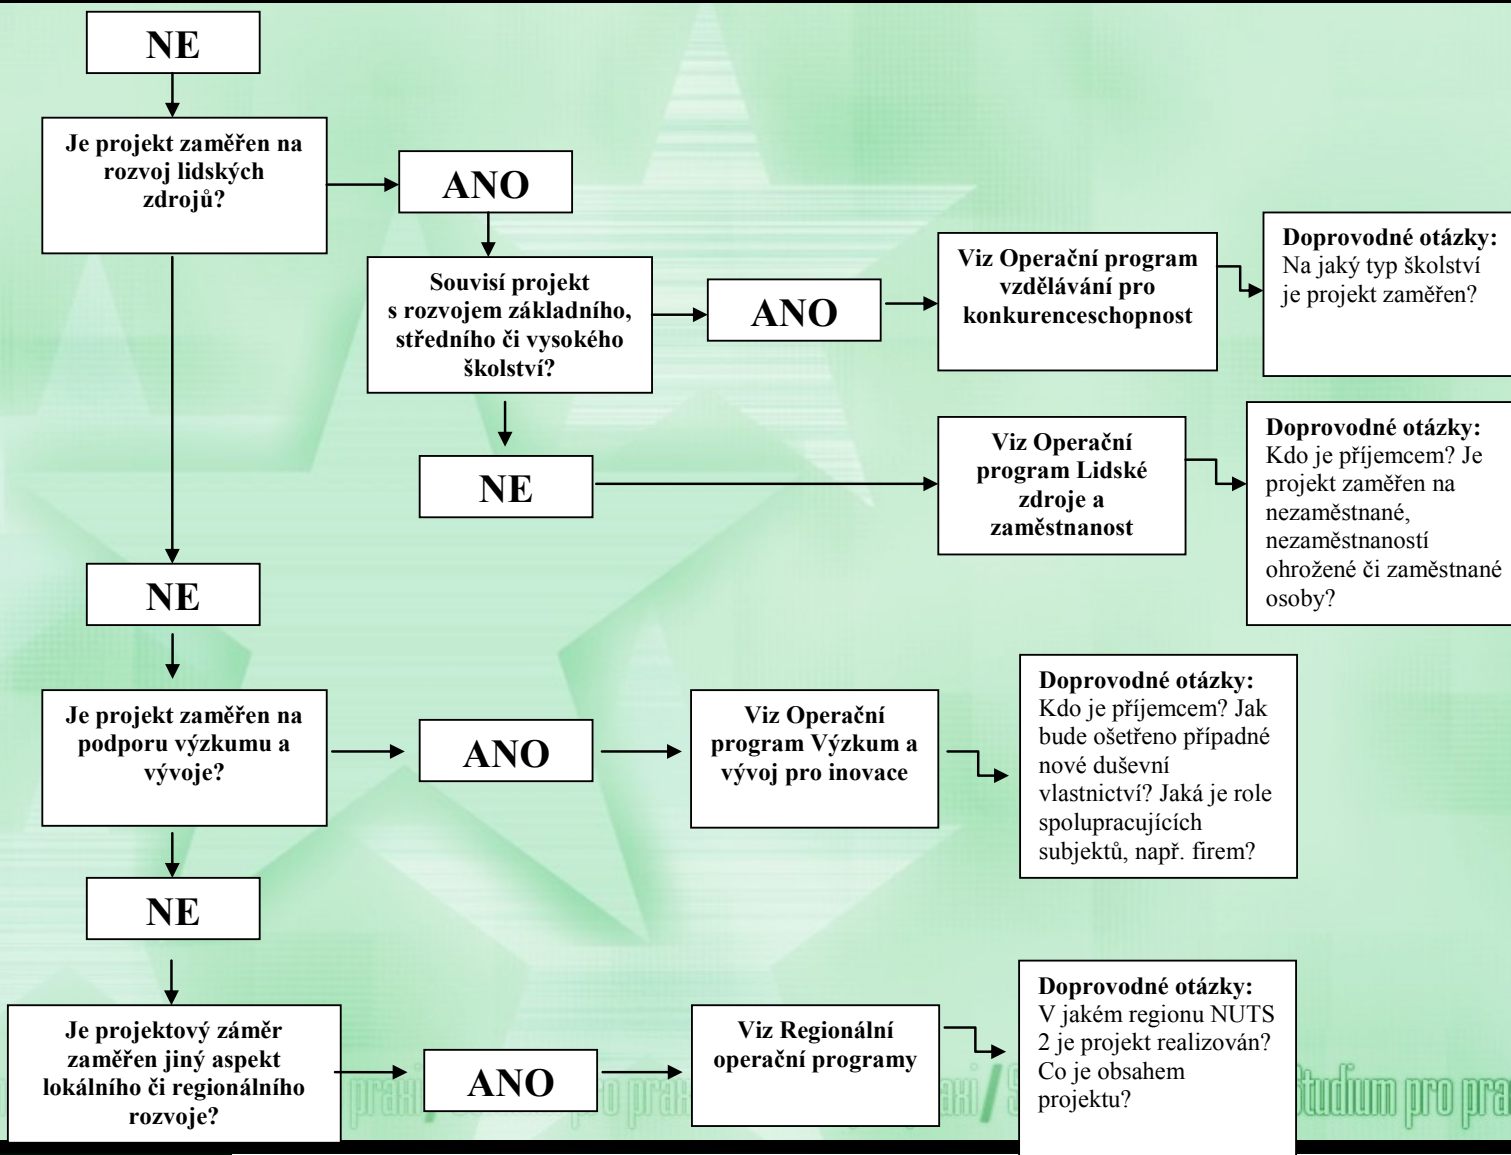 NE
Je projekt zaměřen na
rozvoj lidských
zdrojů?
ANO
Souvisí projekt
s rozvojem základního,
středního či vysokého
školství?
ANO
Viz Operační program
vzdělávání pro
konkurenceschopnost
Doprovodné otázky:
Na jaký typ školství
je projekt zaměřen?
NE
Viz Operační
program Lidské
zdroje a
zaměstnanost
Doprovodné otázky:
Kdo je příjemcem? Je
projekt zaměřen na
nezaměstnané,
nezaměstnaností
ohrožené či zaměstnané
osoby?
NE
Je projekt zaměřen na
podporu výzkumu a
vývoje?
ANO
Viz Operační
program Výzkum a
vývoj pro inovace
Doprovodné otázky:
Kdo je příjemcem? Jak
bude ošetřeno případné
nové duševní
vlastnictví? Jaká je role
spolupracujících
subjektů, např. firem?
NE
Je projektový záměr
zaměřen jiný aspekt
lokálního či regionálního
rozvoje?
ANO
Viz Regionální
operační programy
Doprovodné otázky:
V jakém regionu NUTS
2 je projekt realizován?
Co je obsahem
projektu?
tudium pro pra